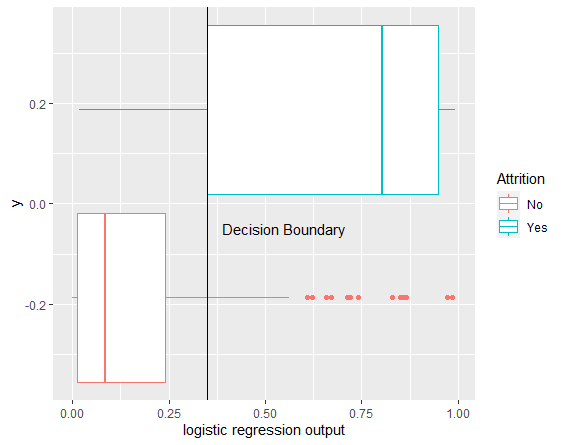 y
0.2
0.0
-0.2
Decision Boundary
0.00
0.25
0.50
0.75
1.00
logistic regression output
Attrition
No
Yes